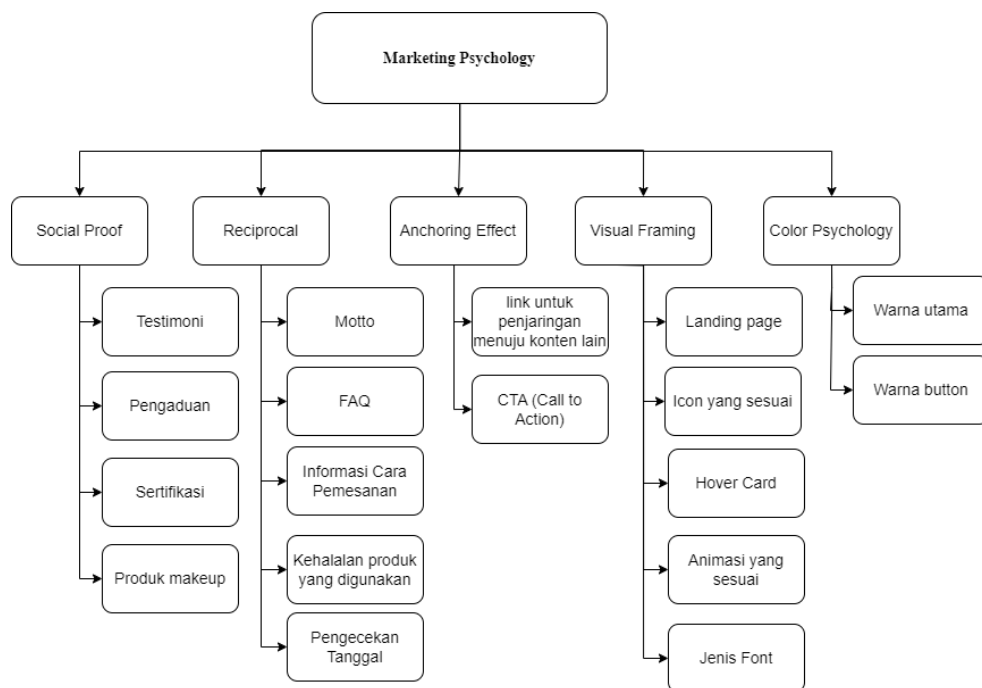 Marketing Psychology
Social Proof
Reciprocal
Anchoring Effect
Visual Framing
Color Psychology
Testimoni
Pengaduan
Sertifikasi
Produk makeup
Motto
FAQ
Informasi Cara
Pemesanan
Kehalalan produk
yang digunakan
Pengecekan
Tanggal
link untuk
penjaringan
menuju konten lain
CTA (Call to
Action)
Landing page
Icon yang sesuai
Hover Card
Animasi yang
sesuai
Jenis Font
Warna utama
Warna button